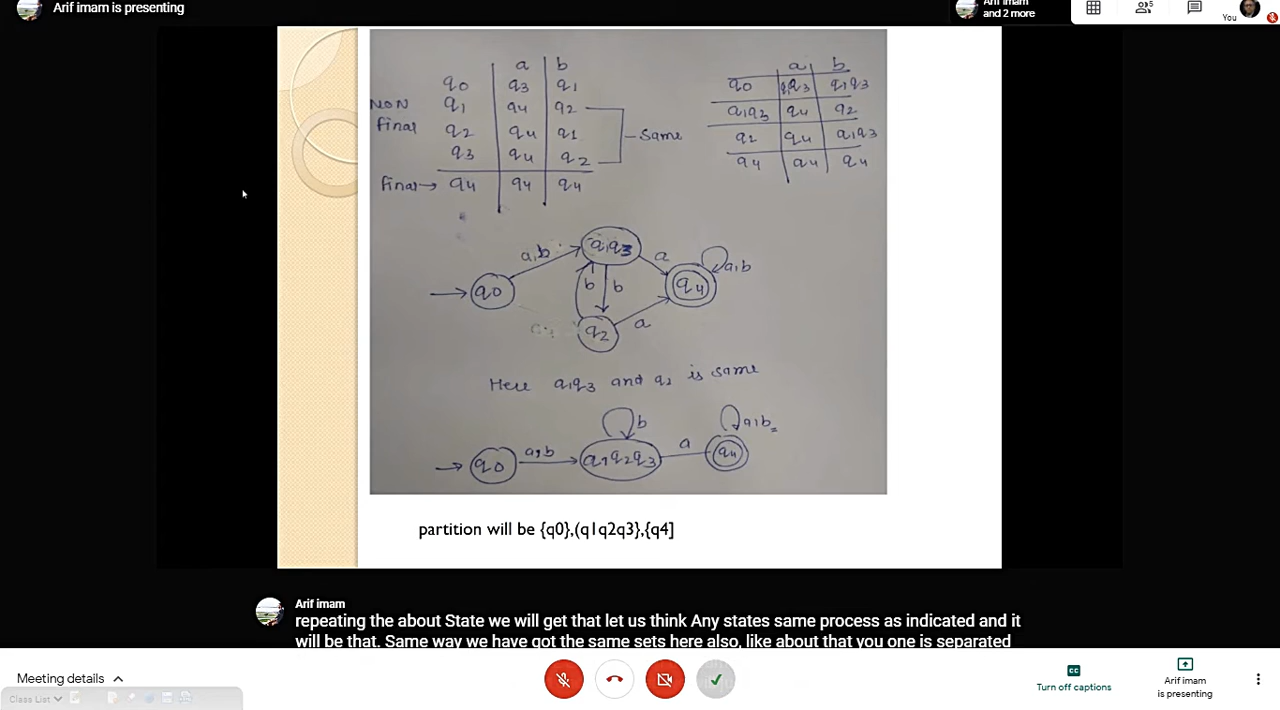 Arif imam is presenting
Arif imam
and 2 more
5
You
a b
q0 q3 q1
NON q1 q4 q2
Final q2 q4 q1 - Same
q3 q4 q2
final → q4 q4 q4
a b
q0 q1q3 q1q3
q1q3 q4 q2
q2 q4 q1q3
q4 q4 q4
a,b q1q3 a a,b
q0 b b q4
q2 a
Here q1q3 and q2 is same
b a,b
q0 a,b q1q2q3 a q4
partition will be {q0},(q1q2q3},{q4]
Arif imam
repeating the about State we will get that let us think Any states same process as indicated and it
will be that. Same way we have got the same sets here also, like about that you one is separated
Meeting details
Class List
Turn off captions
Arif imam
is presenting